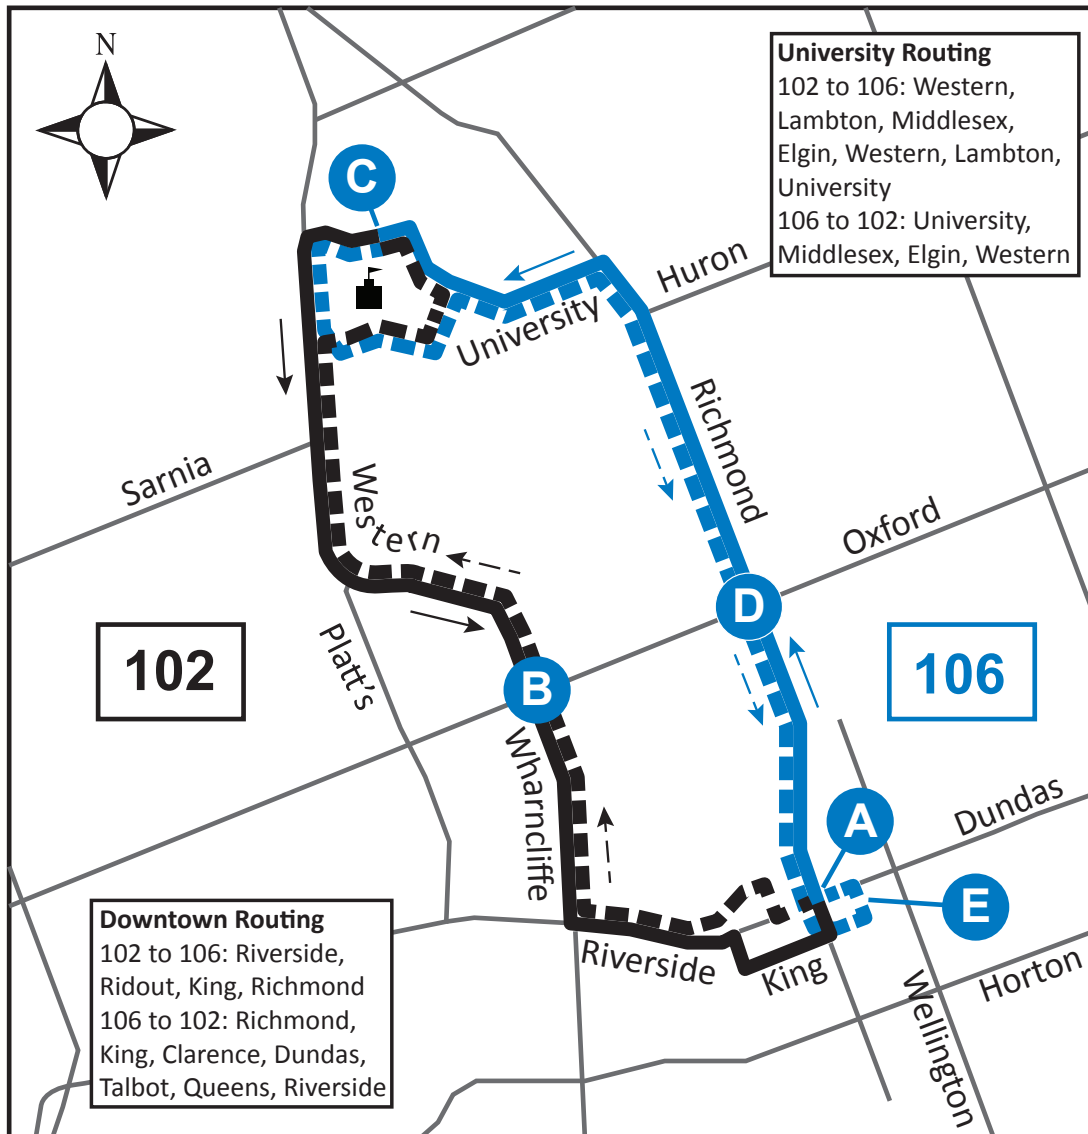 N
University Routing
102 to 106: Western,
Lambton, Middlesex,
Elgin, Western, Lambton,
University
106 to 102: University,
Middlesex, Elgin, Western
C
Huron
University
Richmond
Sarnia
Western
Oxford
D
102
Platt's
B
106
Wharncliffe
A
Dundas
E
Downtown Routing
102 to 106: Riverside,
Ridout, King, Richmond
106 to 102: Richmond,
King, Clarence, Dundas,
Talbot, Queens, Riverside
Riverside
King
Horton
Wellington